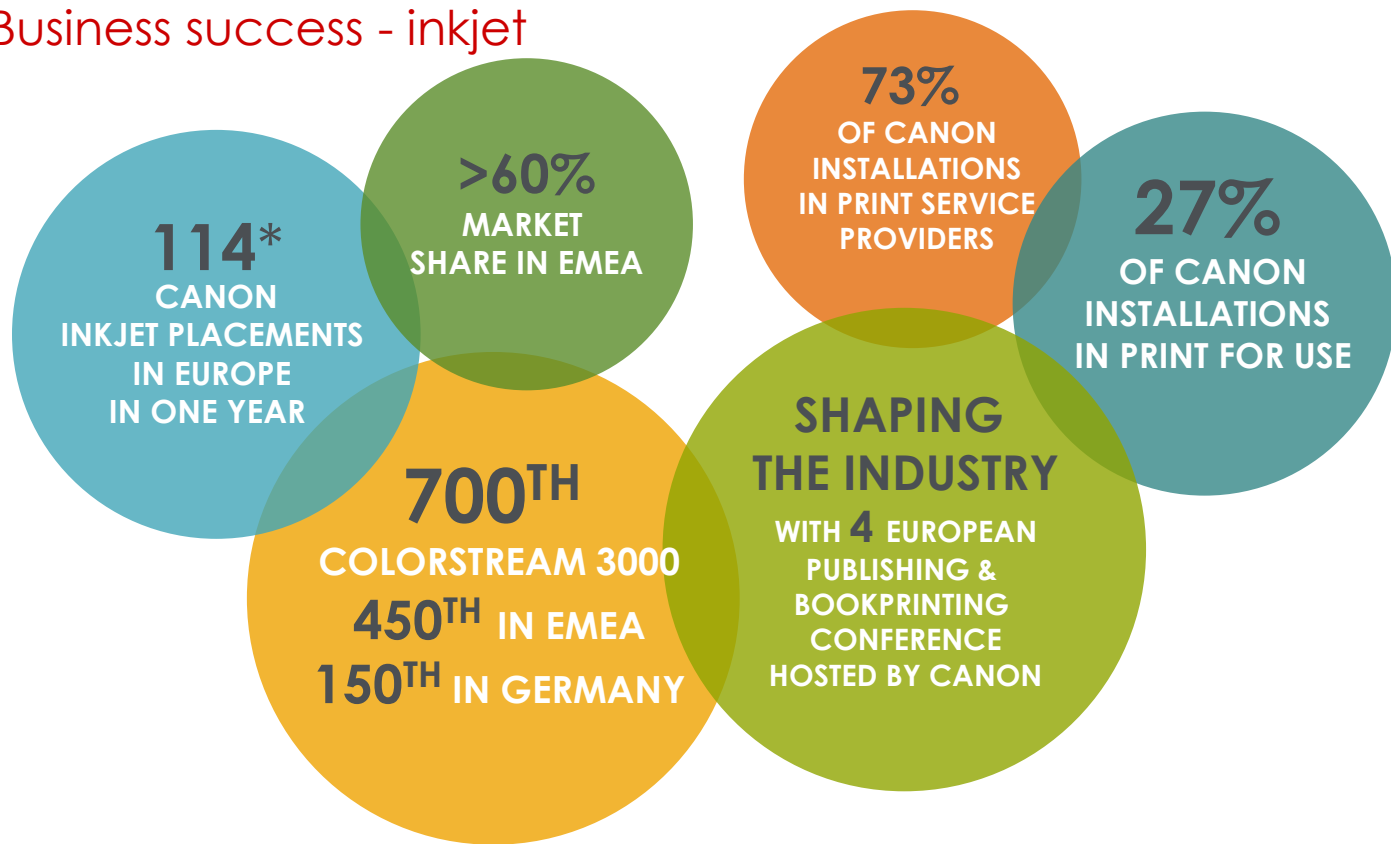 Business success - inkjet
114*
CANON
INKJET PLACEMENTS
IN EUROPE
IN ONE YEAR
>60%
MARKET
SHARE IN EMEA
700TH
COLORSTREAM 3000
450TH IN EMEA
150TH IN GERMANY
73%
OF CANON
INSTALLATIONS
IN PRINT SERVICE
PROVIDERS
27%
OF CANON
INSTALLATIONS
IN PRINT FOR USE
SHAPING
THE INDUSTRY
WITH 4 EUROPEAN
PUBLISHING &
BOOKPRINTING
CONFERENCE
HOSTED BY CANON